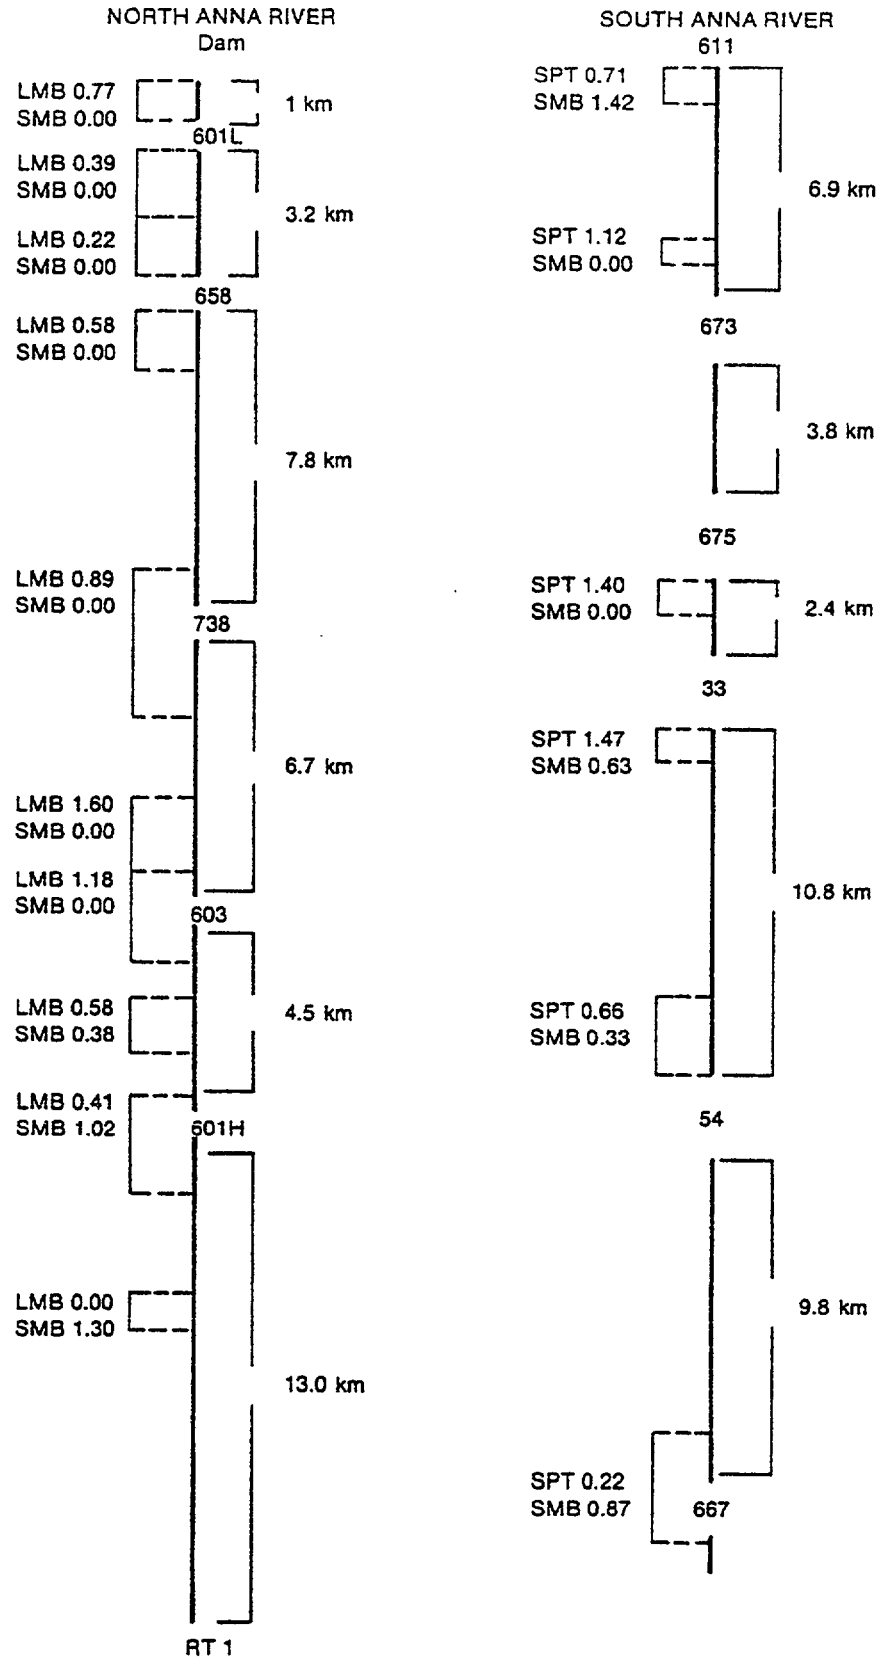 NORTH ANNA RIVER
Dam
LMB 0.77
SMB 0.00
1 km
601L
LMB 0.39
SMB 0.00
3.2 km
LMB 0.22
SMB 0.00
658
LMB 0.58
SMB 0.00
7.8 km
LMB 0.89
SMB 0.00
738
6.7 km
LMB 1.60
SMB 0.00
LMB 1.18
SMB 0.00
603
LMB 0.58
SMB 0.38
4.5 km
LMB 0.41
SMB 1.02
601H
LMB 0.00
SMB 1.30
13.0 km
RT 1
SOUTH ANNA RIVER
611
SPT 0.71
SMB 1.42
6.9 km
SPT 1.12
SMB 0.00
673
3.8 km
675
SPT 1.40
SMB 0.00
2.4 km
33
SPT 1.47
SMB 0.63
10.8 km
SPT 0.66
SMB 0.33
54
9.8 km
SPT 0.22
SMB 0.87
667